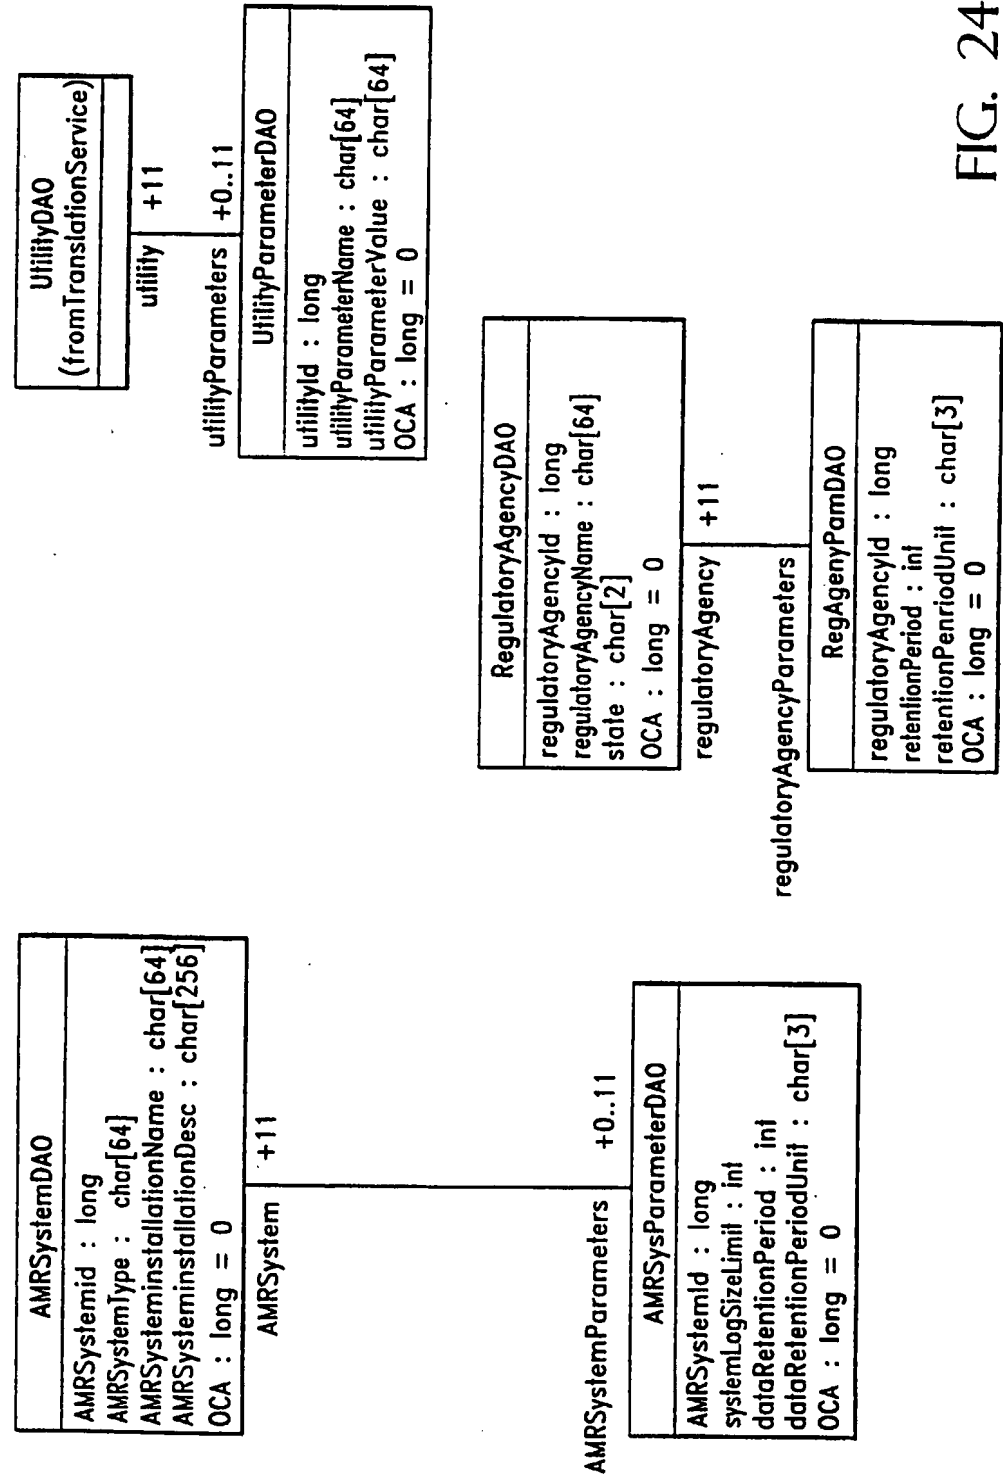 AMRSystemDAO
AMRSystemid : long
AMRSystemType : char[64]
AMRSysteminstallationName : char[64]
AMRSysteminstallationDesc : char[256]
OCA : long = 0
AMRSystem
+11
AMRSystemParameters
+0..11
AMRSysParameterDAO
AMRSystemId : long
systemLogSizeLimit : int
dataRetentionPeriod : int
dataRetentionPeriodUnit : char[3]
OCA : long = 0
UtilityDAO
(fromTranslationService)
utility
+11
utilityParameters
+0..11
UtilityParameterDAO
utilityId : long
utilityParameterName : char[64]
utilityParameterValue : char[64]
OCA : long = 0
RegulatoryAgencyDAO
regulatoryAgencyId : long
regulatoryAgencyName : char[64]
state : char[2]
OCA : long = 0
regulatoryAgency
+11
regulatoryAgencyParameters
RegAgenyPamDAO
regulatoryAgencyId : long
retentionPeriod : int
retentionPenriodUnit : char[3]
OCA : long = 0
FIG. 24